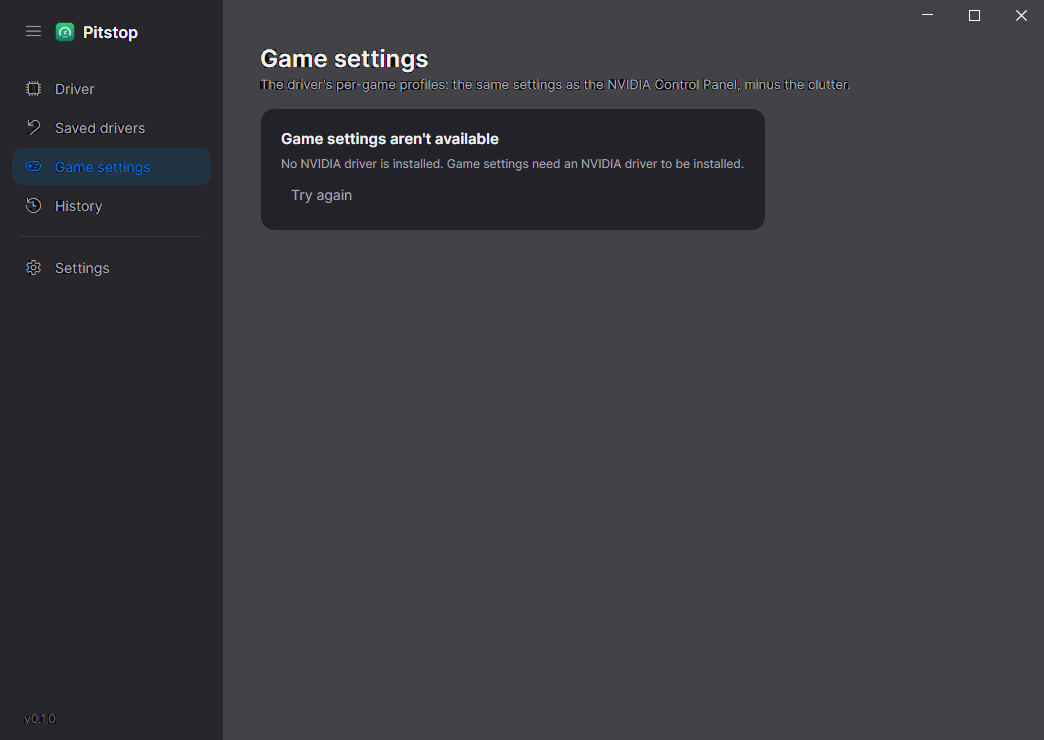 Pitstop
Driver
Saved drivers
Game settings
History
Settings
v0.1.0
Game settings
The driver's per-game profiles: the same settings as the NVIDIA Control Panel, minus the clutter.
Game settings aren't available
No NVIDIA driver is installed. Game settings need an NVIDIA driver to be installed.
Try again